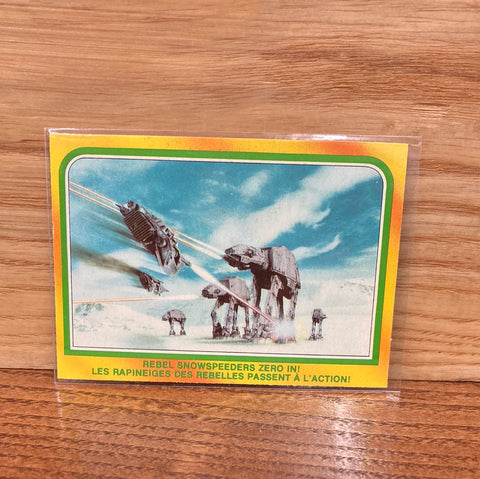 REBEL SNOWSPEEDERS ZERO IN!
LES RAPINEIGES DES REBELLES PASSENT À L'ACTION!